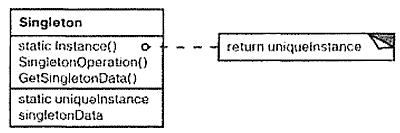 Singleton
static Instance()
return uniqueInstance
SingletonOperation()
GetSingletonData()
static uniqueInstance
singletonData